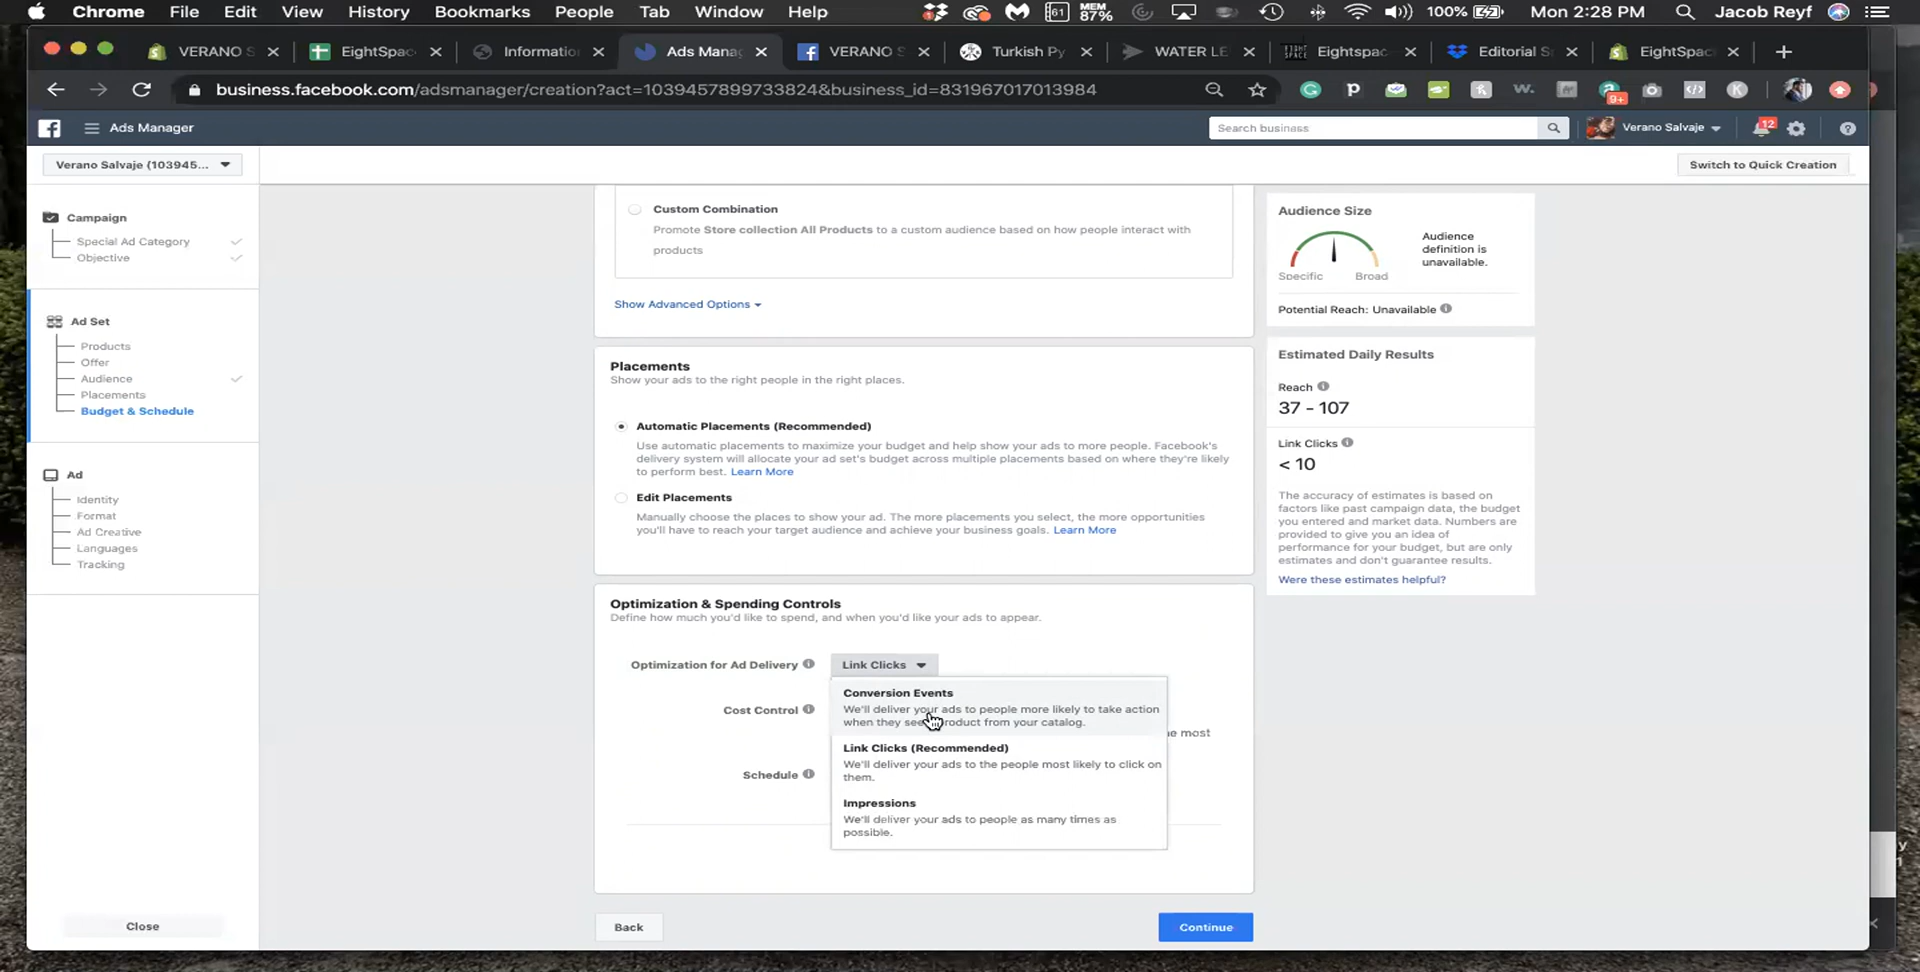 Chrome File Edit View History Bookmarks People Tab Window Help 61 MEM 87% 100% Mon 2:28 PM Jacob Reyf
VERANO S EightSpac Informatio Ads Manag VERANO S Turkish Py WATER LE EIGHT SPACE Eightspac Editorial S EightSpac
business.facebook.com/adsmanager/creation?act=1039457899733824&business_id=831967017013984
9+
Ads Manager
Search business
Verano Salvaje
12
Verano Salvaje (103945...
Switch to Quick Creation
Campaign
Special Ad Category
Objective
Ad Set
Products
Offer
Audience
Placements
Budget & Schedule
Ad
Identity
Format
Ad Creative
Languages
Tracking
Close
Custom Combination
Promote Store collection All Products to a custom audience based on how people interact with
products
Show Advanced Options
Placements
Show your ads to the right people in the right places.
Automatic Placements (Recommended)
Use automatic placements to maximize your budget and help show your ads to more people. Facebook's
delivery system will allocate your ad set's budget across multiple placements based on where they're likely
to perform best. Learn More
Edit Placements
Manually choose the places to show your ad. The more placements you select, the more opportunities
you'll have to reach your target audience and achieve your business goals. Learn More
Optimization & Spending Controls
Define how much you'd like to spend, and when you'd like your ads to appear.
Optimization for Ad Delivery
Link Clicks
Conversion Events
We'll deliver your ads to people more likely to take action
when they see product from your catalog.
Cost Control
e most
Link Clicks (Recommended)
We'll deliver your ads to the people most likely to click on
them.
Schedule
Impressions
We'll deliver your ads to people as many times as
possible.
Back
Continue
Audience Size
Specific
Broad
Audience
definition is
unavailable.
Potential Reach: Unavailable
Estimated Daily Results
Reach
37 - 107
Link Clicks
< 10
The accuracy of estimates is based on
factors like past campaign data, the budget
you entered and market data. Numbers are
provided to give you an idea of
performance for your budget, but are only
estimates and don't guarantee results.
Were these estimates helpful?